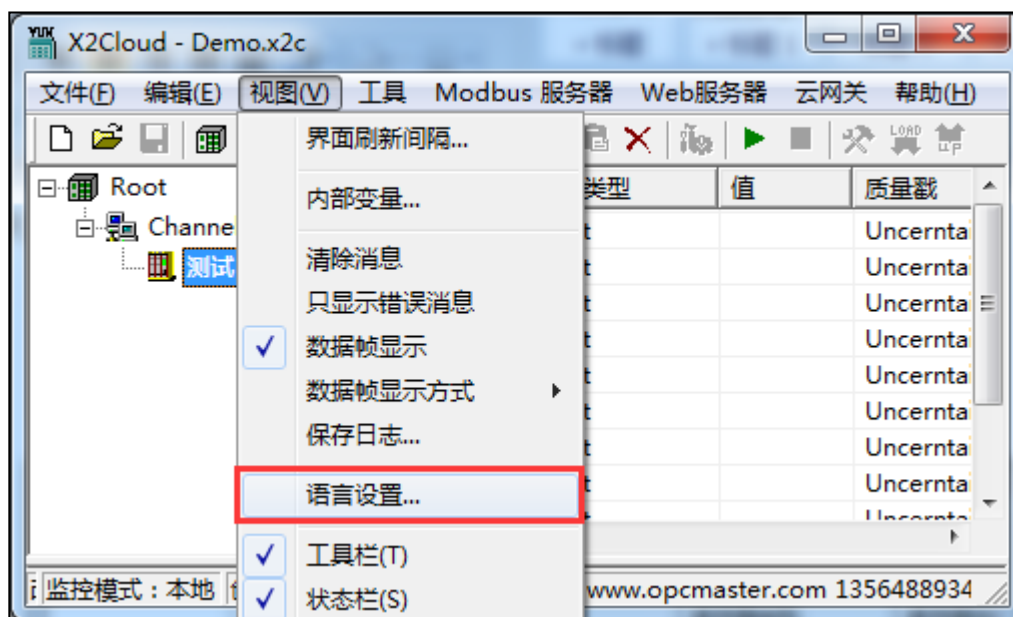 YUK X2Cloud - Demo.x2c
文件(F) 编辑(E) 视图(V) 工具 Modbus 服务器 Web服务器 云网关 帮助(H)
LOAD UP
界面刷新间隔...
类型 值 质量戳
Root
内部变量...
Channe
Uncernta
测试
清除消息
Uncernta
只显示错误消息
Uncernta
数据帧显示
Uncernta
数据帧显示方式
Uncernta
Uncernta
保存日志...
Uncernta
语言设置...
Uncernta
工具栏(T)
监控模式：本地
www.opcmaster.com 1356488934
状态栏(S)